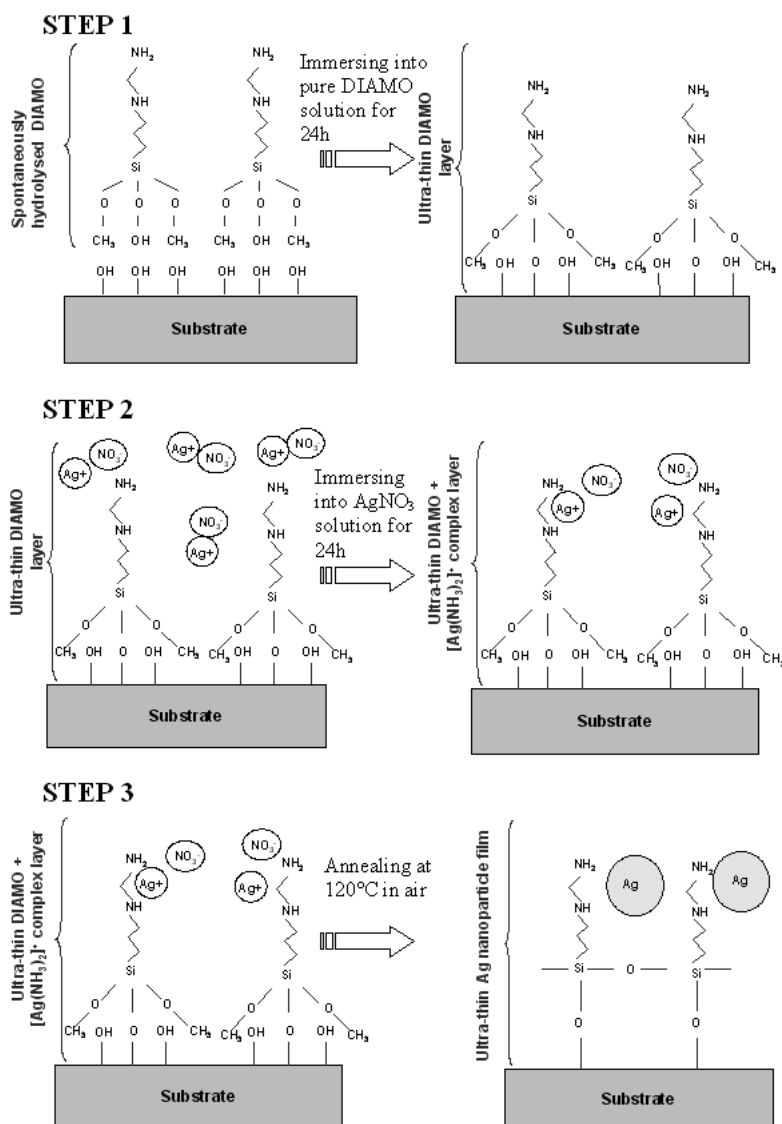 STEP 1
Spontaneously
hydrolysed DIAMO
NH2 NH2
NH NH
Si Si
O O O O O O
CH3 OH CH3 CH3 OH CH3
OH OH OH OH OH OH
Substrate
Immersing into
pure DIAMO
solution for
24h
Ultra-thin DIAMO
layer
NH2 NH2
NH NH
Si Si
O O O O
CH3 OH O OH CH3 CH3 OH O OH CH3
Substrate
STEP 2
Ultra-thin DIAMO
layer
Ag+ NO3- Ag+ NO3- Ag+ NO3-
NH2 NH2
NO3-
Ag+
NH NH
Si Si
O O O O
CH3 OH O OH CH3 CH3 OH O OH CH3
Substrate
Immersing
into AgNO3
solution for
24h
Ultra-thin DIAMO +
[Ag(NH3)2]+ complex layer
NH2 NO3- NO3- NH2
Ag+ Ag+
NH NH
Si Si
O O O O
CH3 OH O OH CH3 CH3 OH O OH CH3
Substrate
STEP 3
Ultra-thin DIAMO +
[Ag(NH3)2]+ complex layer
NH2 NO3- NO3- NH2
Ag+ Ag+
NH NH
Si Si
O O O O
CH3 OH O OH CH3 CH3 OH O OH CH3
Substrate
Annealing at
120°C in air
Ultra-thin Ag nanoparticle film
NH2 Ag NH2 Ag
NH NH
Si O Si
O O
Substrate